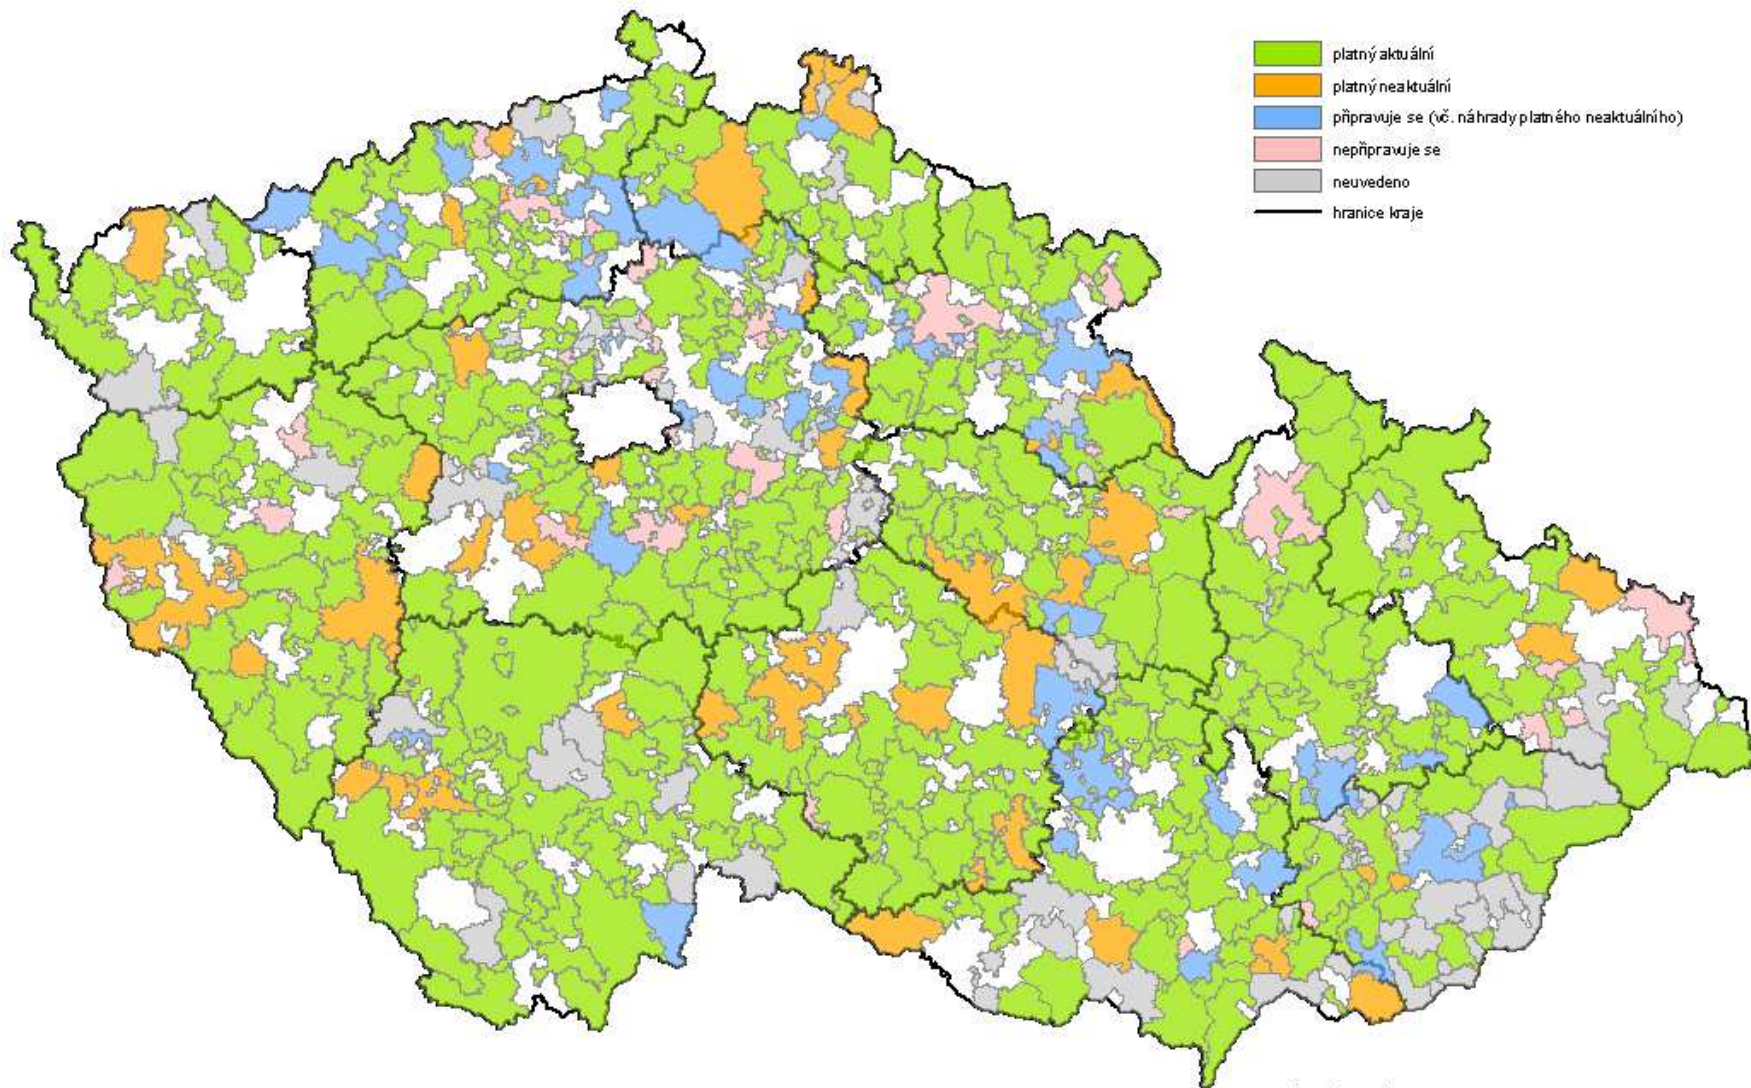 platný aktuální
platný neaktuální
připravuje se (vč. náhrady platného neaktuálního)
nepřipravuje se
neuvedeno
hranice kraje